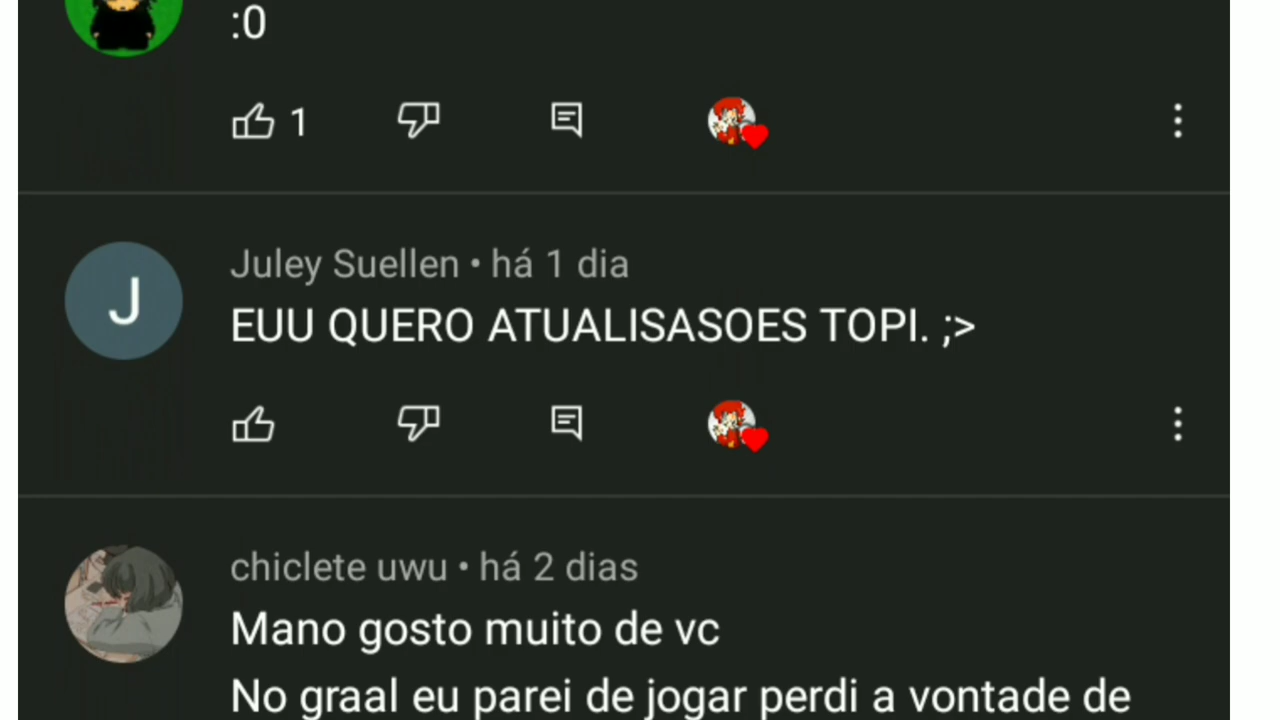 :0
1
J
Juley Suellen • há 1 dia
EUU QUERO ATUALISASOES TOPI. ;>
chiclete uwu • há 2 dias
Mano gosto muito de vc
No graal eu parei de jogar perdi a vontade de